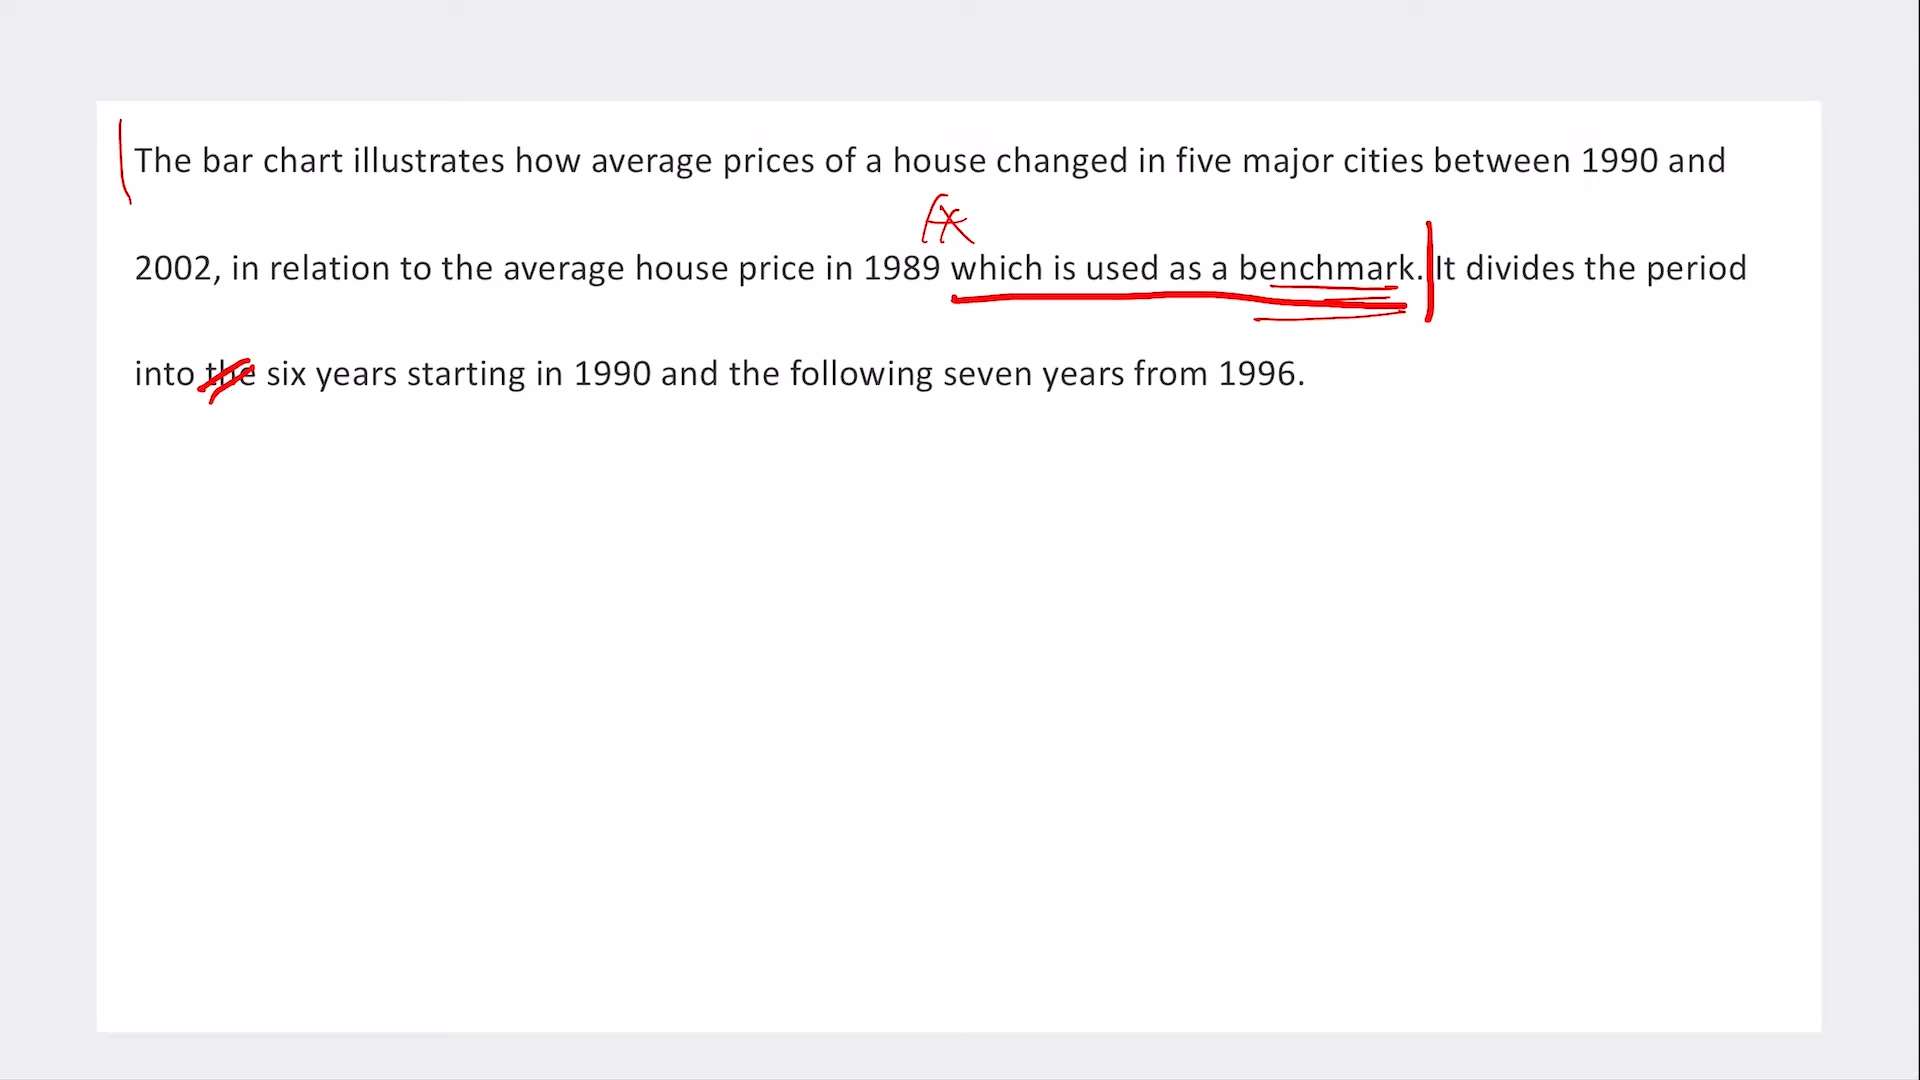 The bar chart illustrates how average prices of a house changed in five major cities between 1990 and
2002, in relation to the average house price in 1989 which is used as a benchmark. It divides the period
into the six years starting in 1990 and the following seven years from 1996.